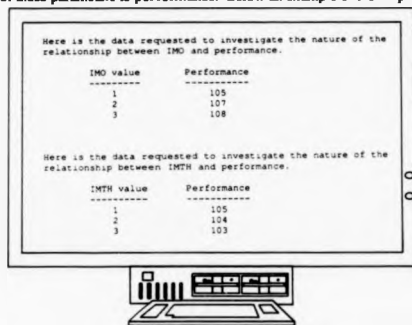 Here is the data requested to investigate the nature of the
relationship between IMO and performance.
IMO value Performance
--------- -----------
1 105
2 107
3 108
Here is the data requested to investigate the nature of the
relationship between IMTH and performance.
IMTH value Performance
---------- -----------
1 105
2 104
3 103